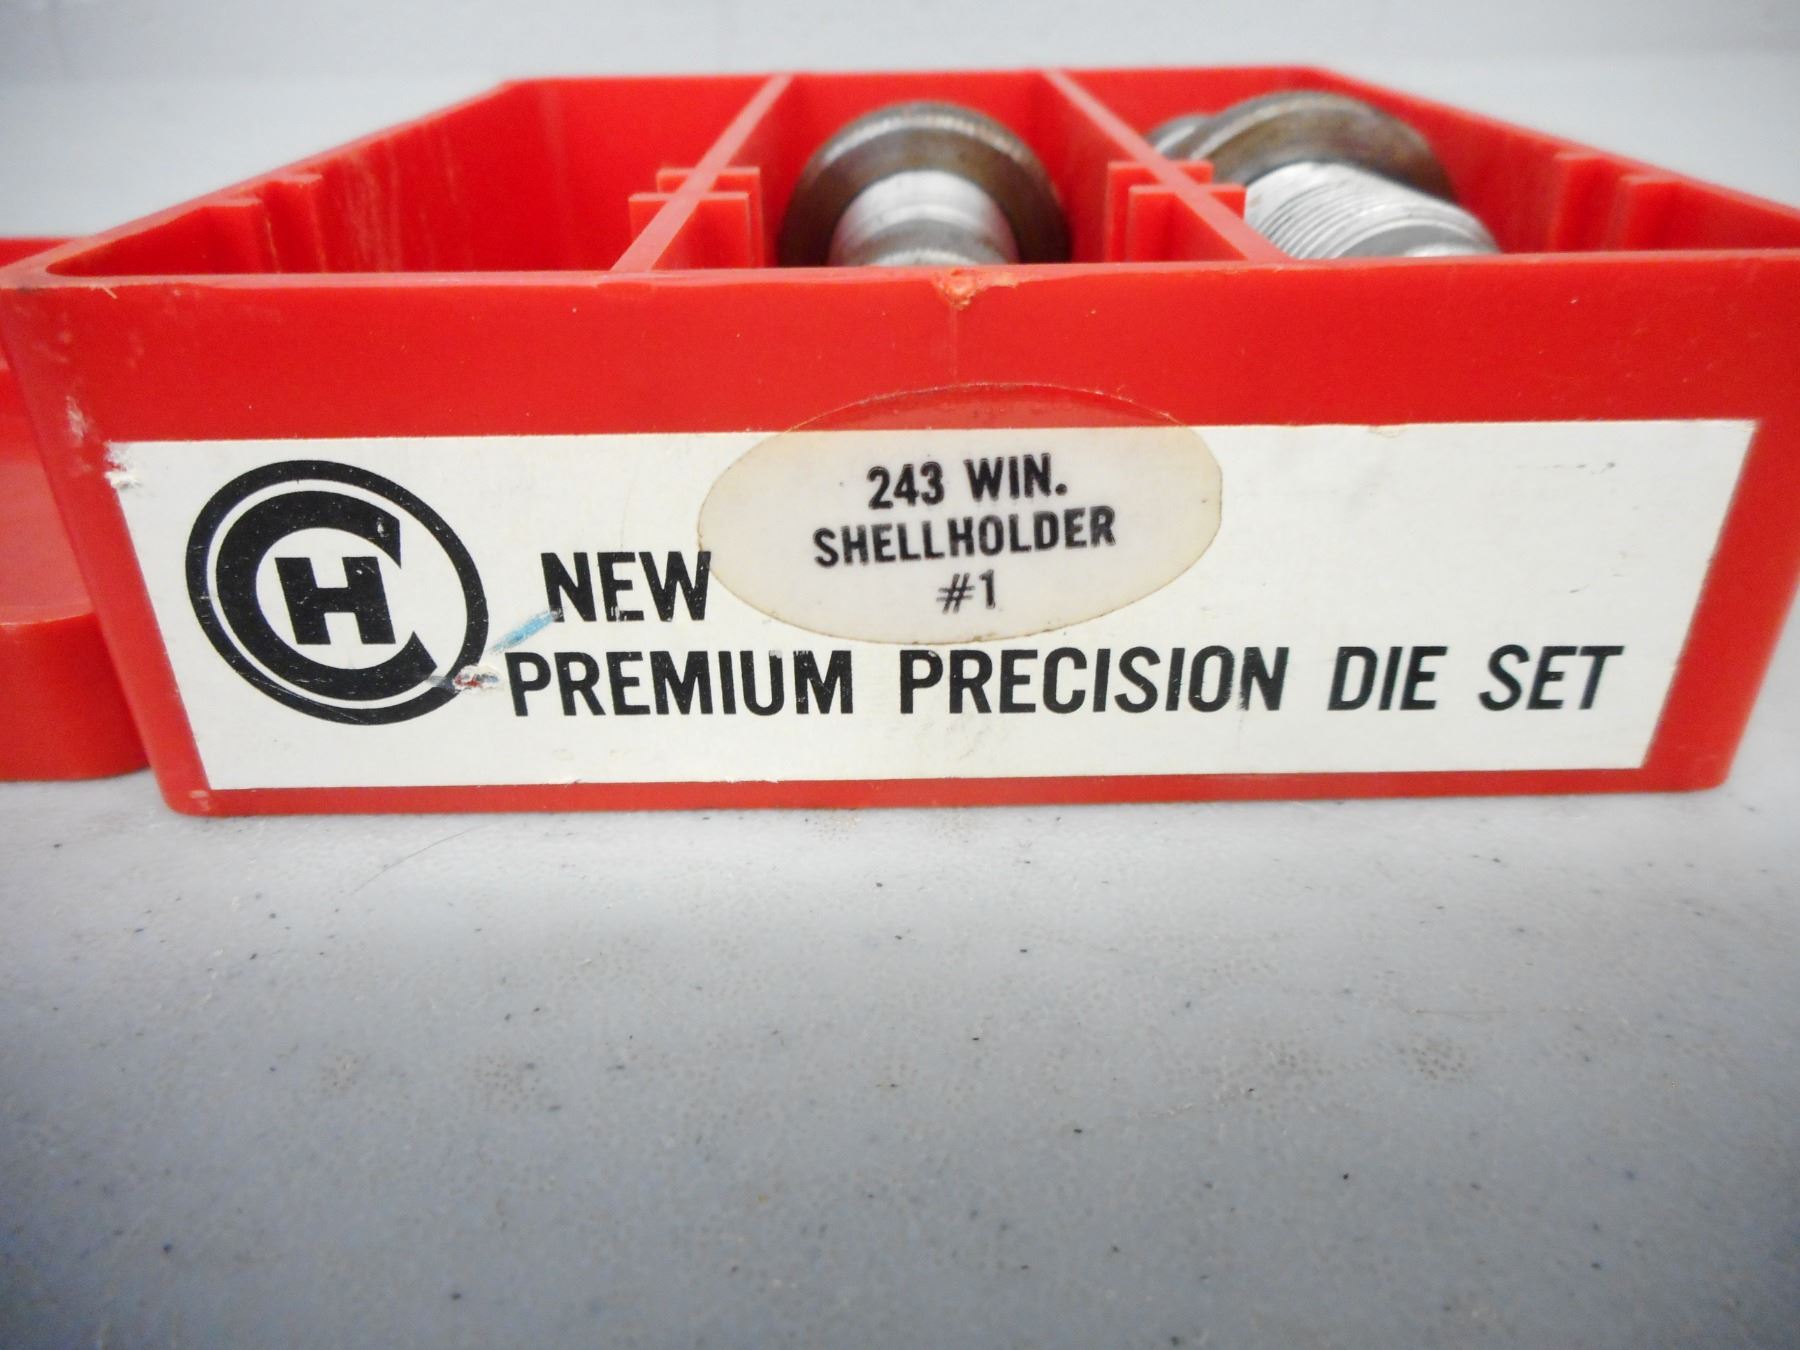 CH
243 WIN.
SHELLHOLDER
#1
NEW
PREMIUM PRECISION DIE SET